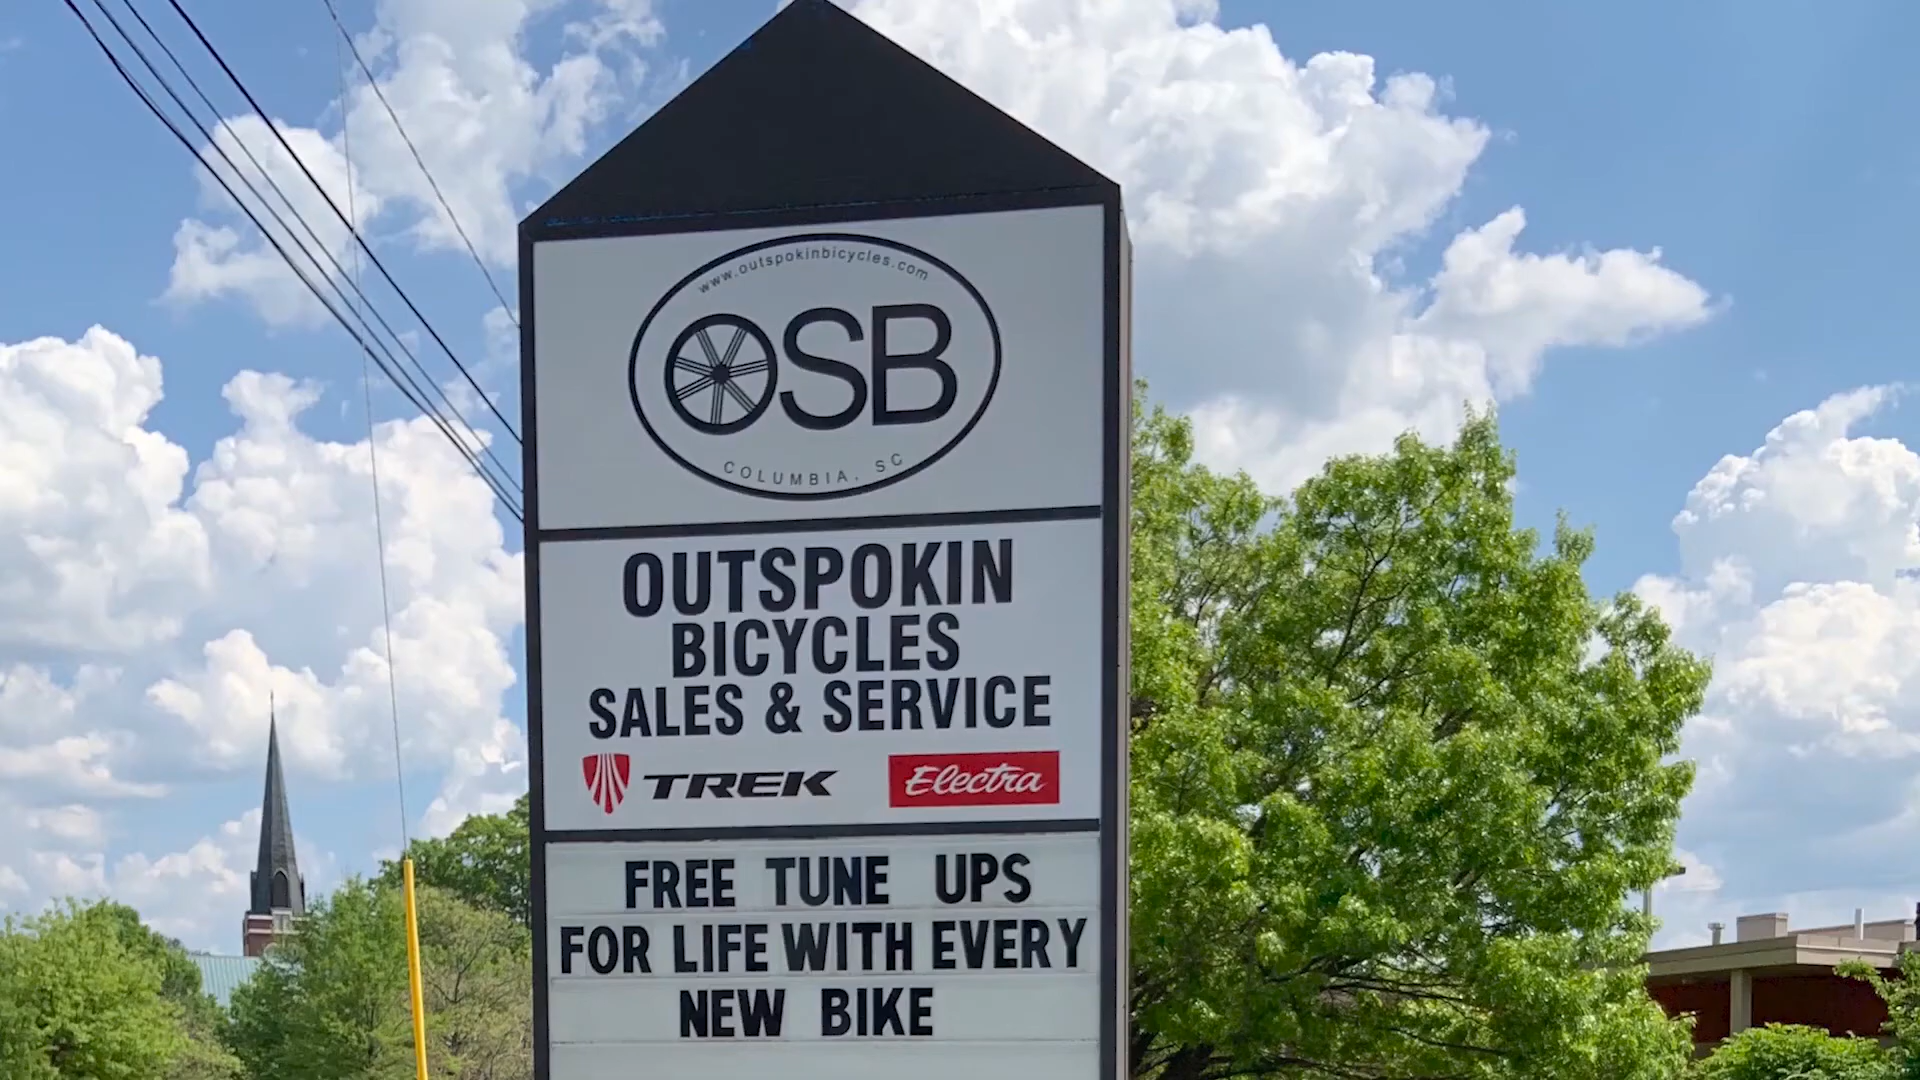 www.outspokinbicycles.com
OSB
COLUMBIA, SC
OUTSPOKIN
BICYCLES
SALES & SERVICE
TREK Electra
FREE TUNE UPS
FOR LIFE WITH EVERY
NEW BIKE